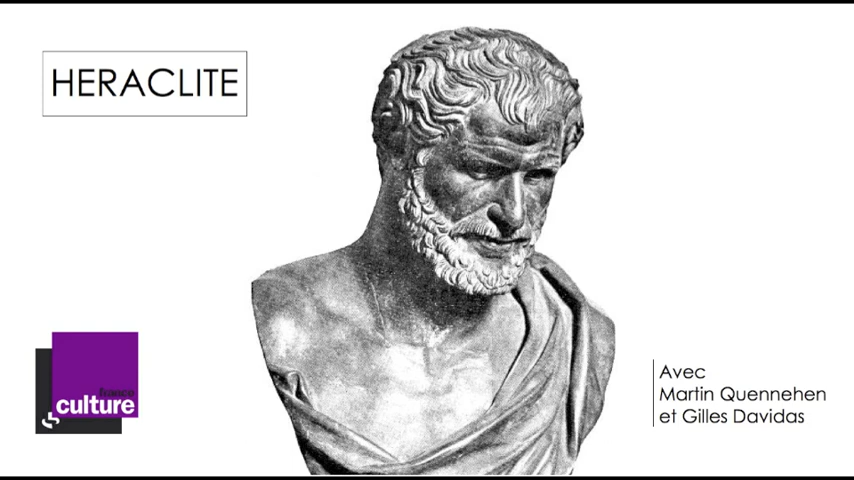 HERACLITE
france
culture
Avec
Martin Quennehen
et Gilles Davidas